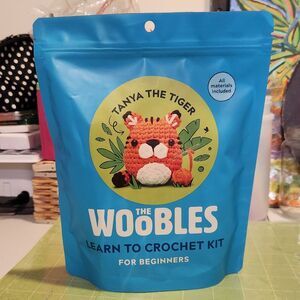 TANYA THE TIGER
All
materials
included
THE
WOOBLES
LEARN TO CROCHET KIT
FOR BEGINNERS